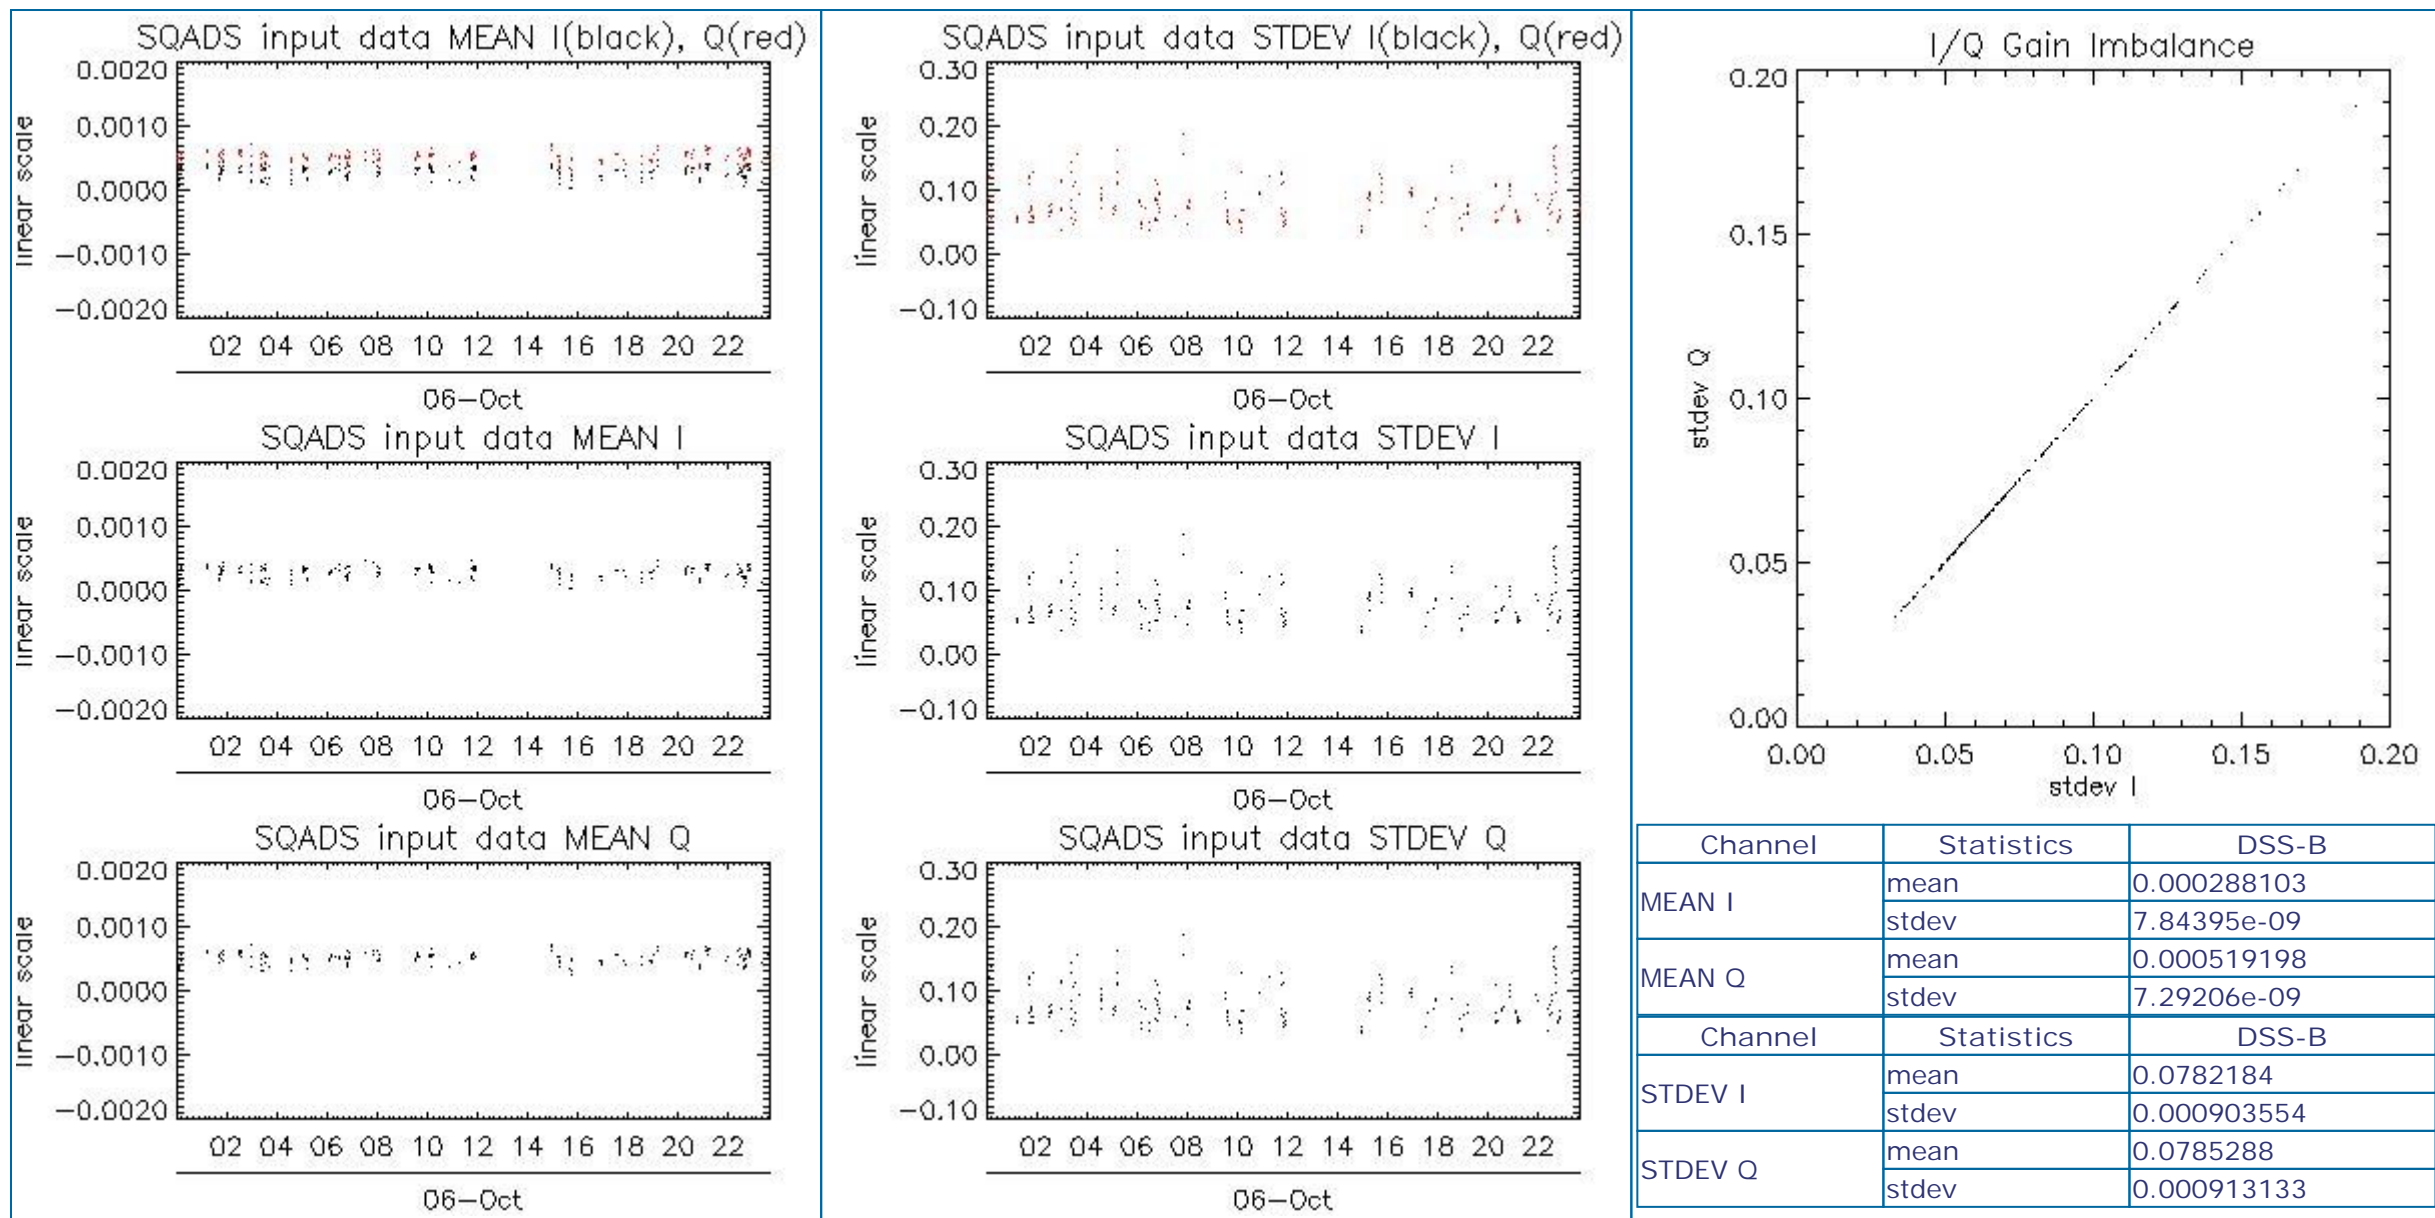 SQADS input data MEAN I(black), Q(red)
0.0020
0.0010
0.0000
-0.0010
-0.0020
linear scale
02 04 06 08 10 12 14 16 18 20 22
06-Oct
SQADS input data MEAN I
0.0020
0.0010
0.0000
-0.0010
-0.0020
linear scale
02 04 06 08 10 12 14 16 18 20 22
06-Oct
SQADS input data MEAN Q
0.0020
0.0010
0.0000
-0.0010
-0.0020
linear scale
02 04 06 08 10 12 14 16 18 20 22
06-Oct
SQADS input data STDEV I(black), Q(red)
0.30
0.20
0.10
0.00
-0.10
linear scale
02 04 06 08 10 12 14 16 18 20 22
06-Oct
SQADS input data STDEV I
0.30
0.20
0.10
0.00
-0.10
linear scale
02 04 06 08 10 12 14 16 18 20 22
06-Oct
SQADS input data STDEV Q
0.30
0.20
0.10
0.00
-0.10
linear scale
02 04 06 08 10 12 14 16 18 20 22
06-Oct
I/Q Gain Imbalance
0.20
0.15
0.10
0.05
0.00
stdev Q
0.00 0.05 0.10 0.15 0.20
stdev I
Channel Statistics DSS-B
MEAN I
mean 0.000288103
stdev 7.84395e-09
MEAN Q
mean 0.000519198
stdev 7.29206e-09
Channel Statistics DSS-B
STDEV I
mean 0.0782184
stdev 0.000903554
STDEV Q
mean 0.0785288
stdev 0.000913133